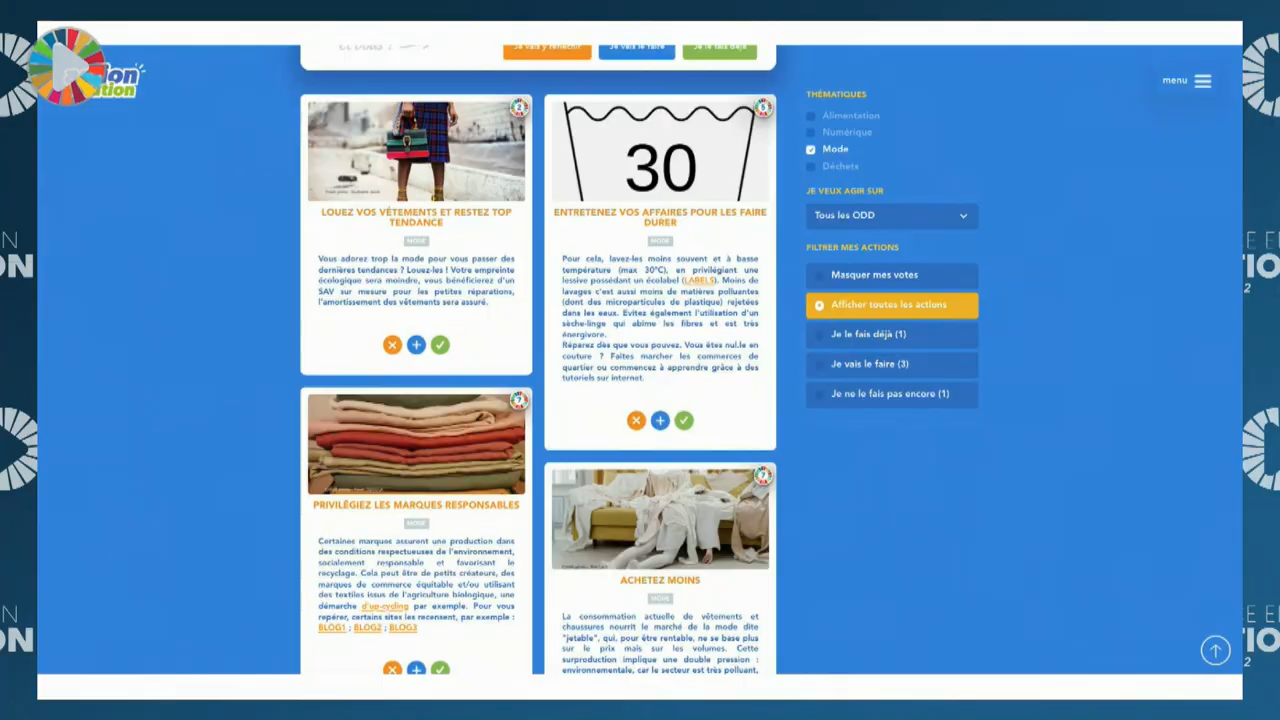 Je vais y réfléchir
Je vais le faire
Je le fais déjà
menu
LOUEZ VOS VÉTEMENTS ET RESTEZ TOP
TENDANCE
MODE
Vous adorez trop la mode pour vous passer des
dernières tendances ? Louez-les ! Votre empreinte
écologique sera moindre, vous bénéficierez d'un
SAV sur mesure pour les petites réparations,
l'amortissement des vêtements sera assuré.
2
30
5
ENTRETENEZ VOS AFFAIRES POUR LES FAIRE
DURER
MODE
Pour cela, lavez-les moins souvent et à basse
température (max 30°C), en privilégiant une
lessive possédant un écolabel (LABELS). Moins de
lavages c'est aussi moins de matières polluantes
(dont des microparticules de plastique) rejetées
dans les eaux. Evitez également l'utilisation d'un
sèche-linge qui abime les fibres et est très
énergivore.
Réparez dès que vous pouvez. Vous êtes nul.le en
couture ? Faites marcher les commerces de
quartier ou commencez à apprendre grâce à des
tutoriels sur internet.
7
PRIVILÉGIEZ LES MARQUES RESPONSABLES
MODE
Certaines marques assurent une production dans
des conditions respectueuses de l'environnement,
socialement responsable et favorisant le
recyclage. Cela peut être de petits créateurs, des
marques de commerce équitable et/ou utilisant
des textiles issus de l'agriculture biologique, une
démarche d'up-cycling par exemple. Pour vous
repérer, certains sites les recensent, par exemple :
BLOG1 ; BLOG2 ; BLOG3
7
ACHETEZ MOINS
MODE
La consommation actuelle de vêtements et
chaussures nourrit le marché de la mode dite
"jetable", qui, pour être rentable, ne se base plus
sur le prix mais sur les volumes. Cette
surproduction implique une double pression :
environnementale, car le secteur est très polluant,
THÉMATIQUES
Alimentation
Numérique
Mode
Déchets
JE VEUX AGIR SUR
Tous les ODD
FILTRER MES ACTIONS
Masquer mes votes
Afficher toutes les actions
Je le fais déjà (1)
Je vais le faire (3)
Je ne le fais pas encore (1)